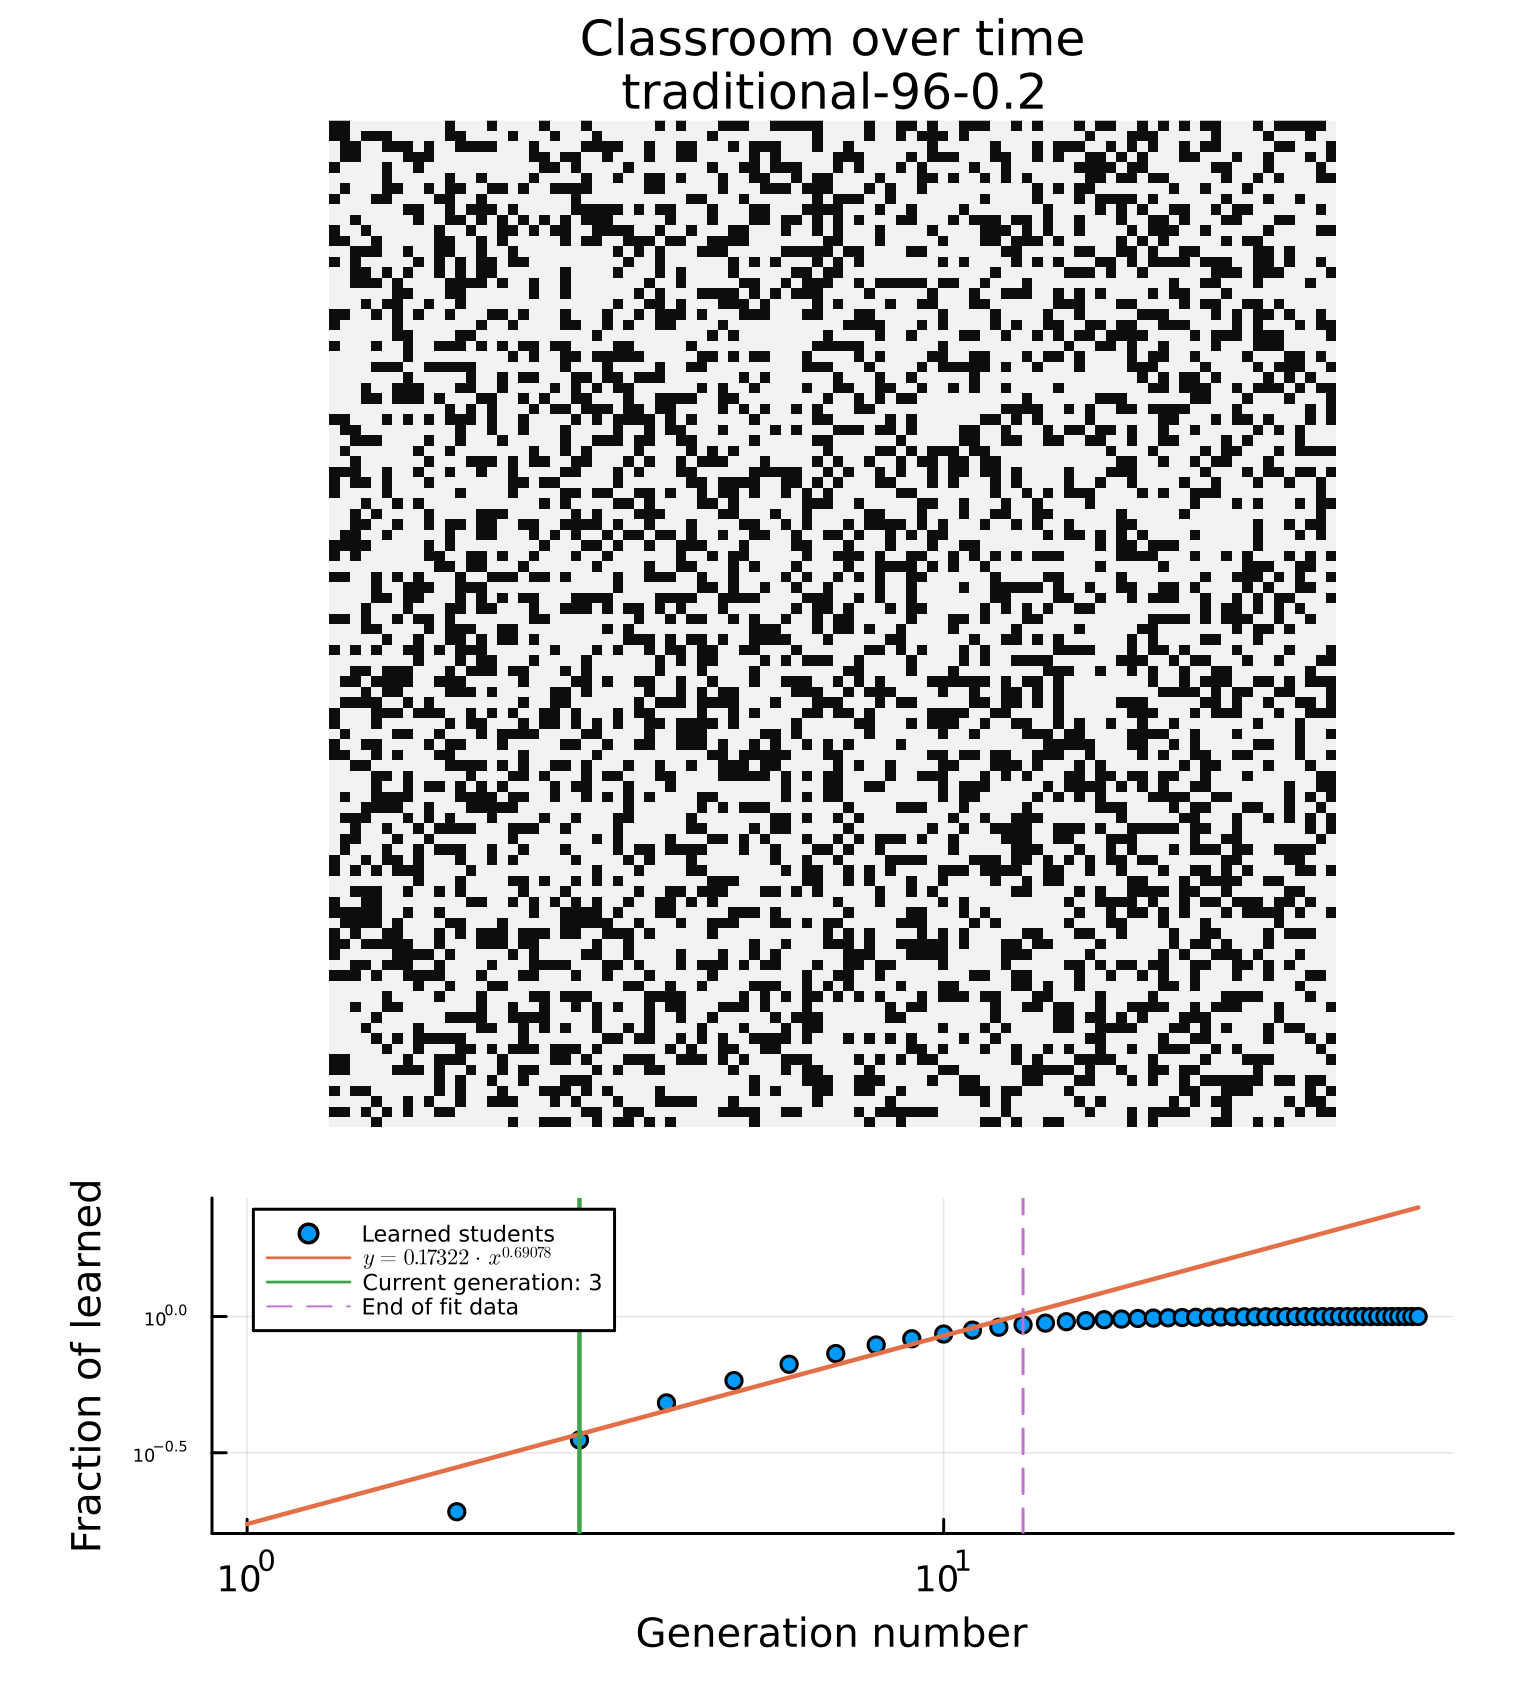 Classroom over time
traditional-96-0.2
Fraction of learned
Learned students
y = 0.17322 · x^0.69078
Current generation: 3
End of fit data
10^0.0
10^−0.5
10^0
10^1
Generation number